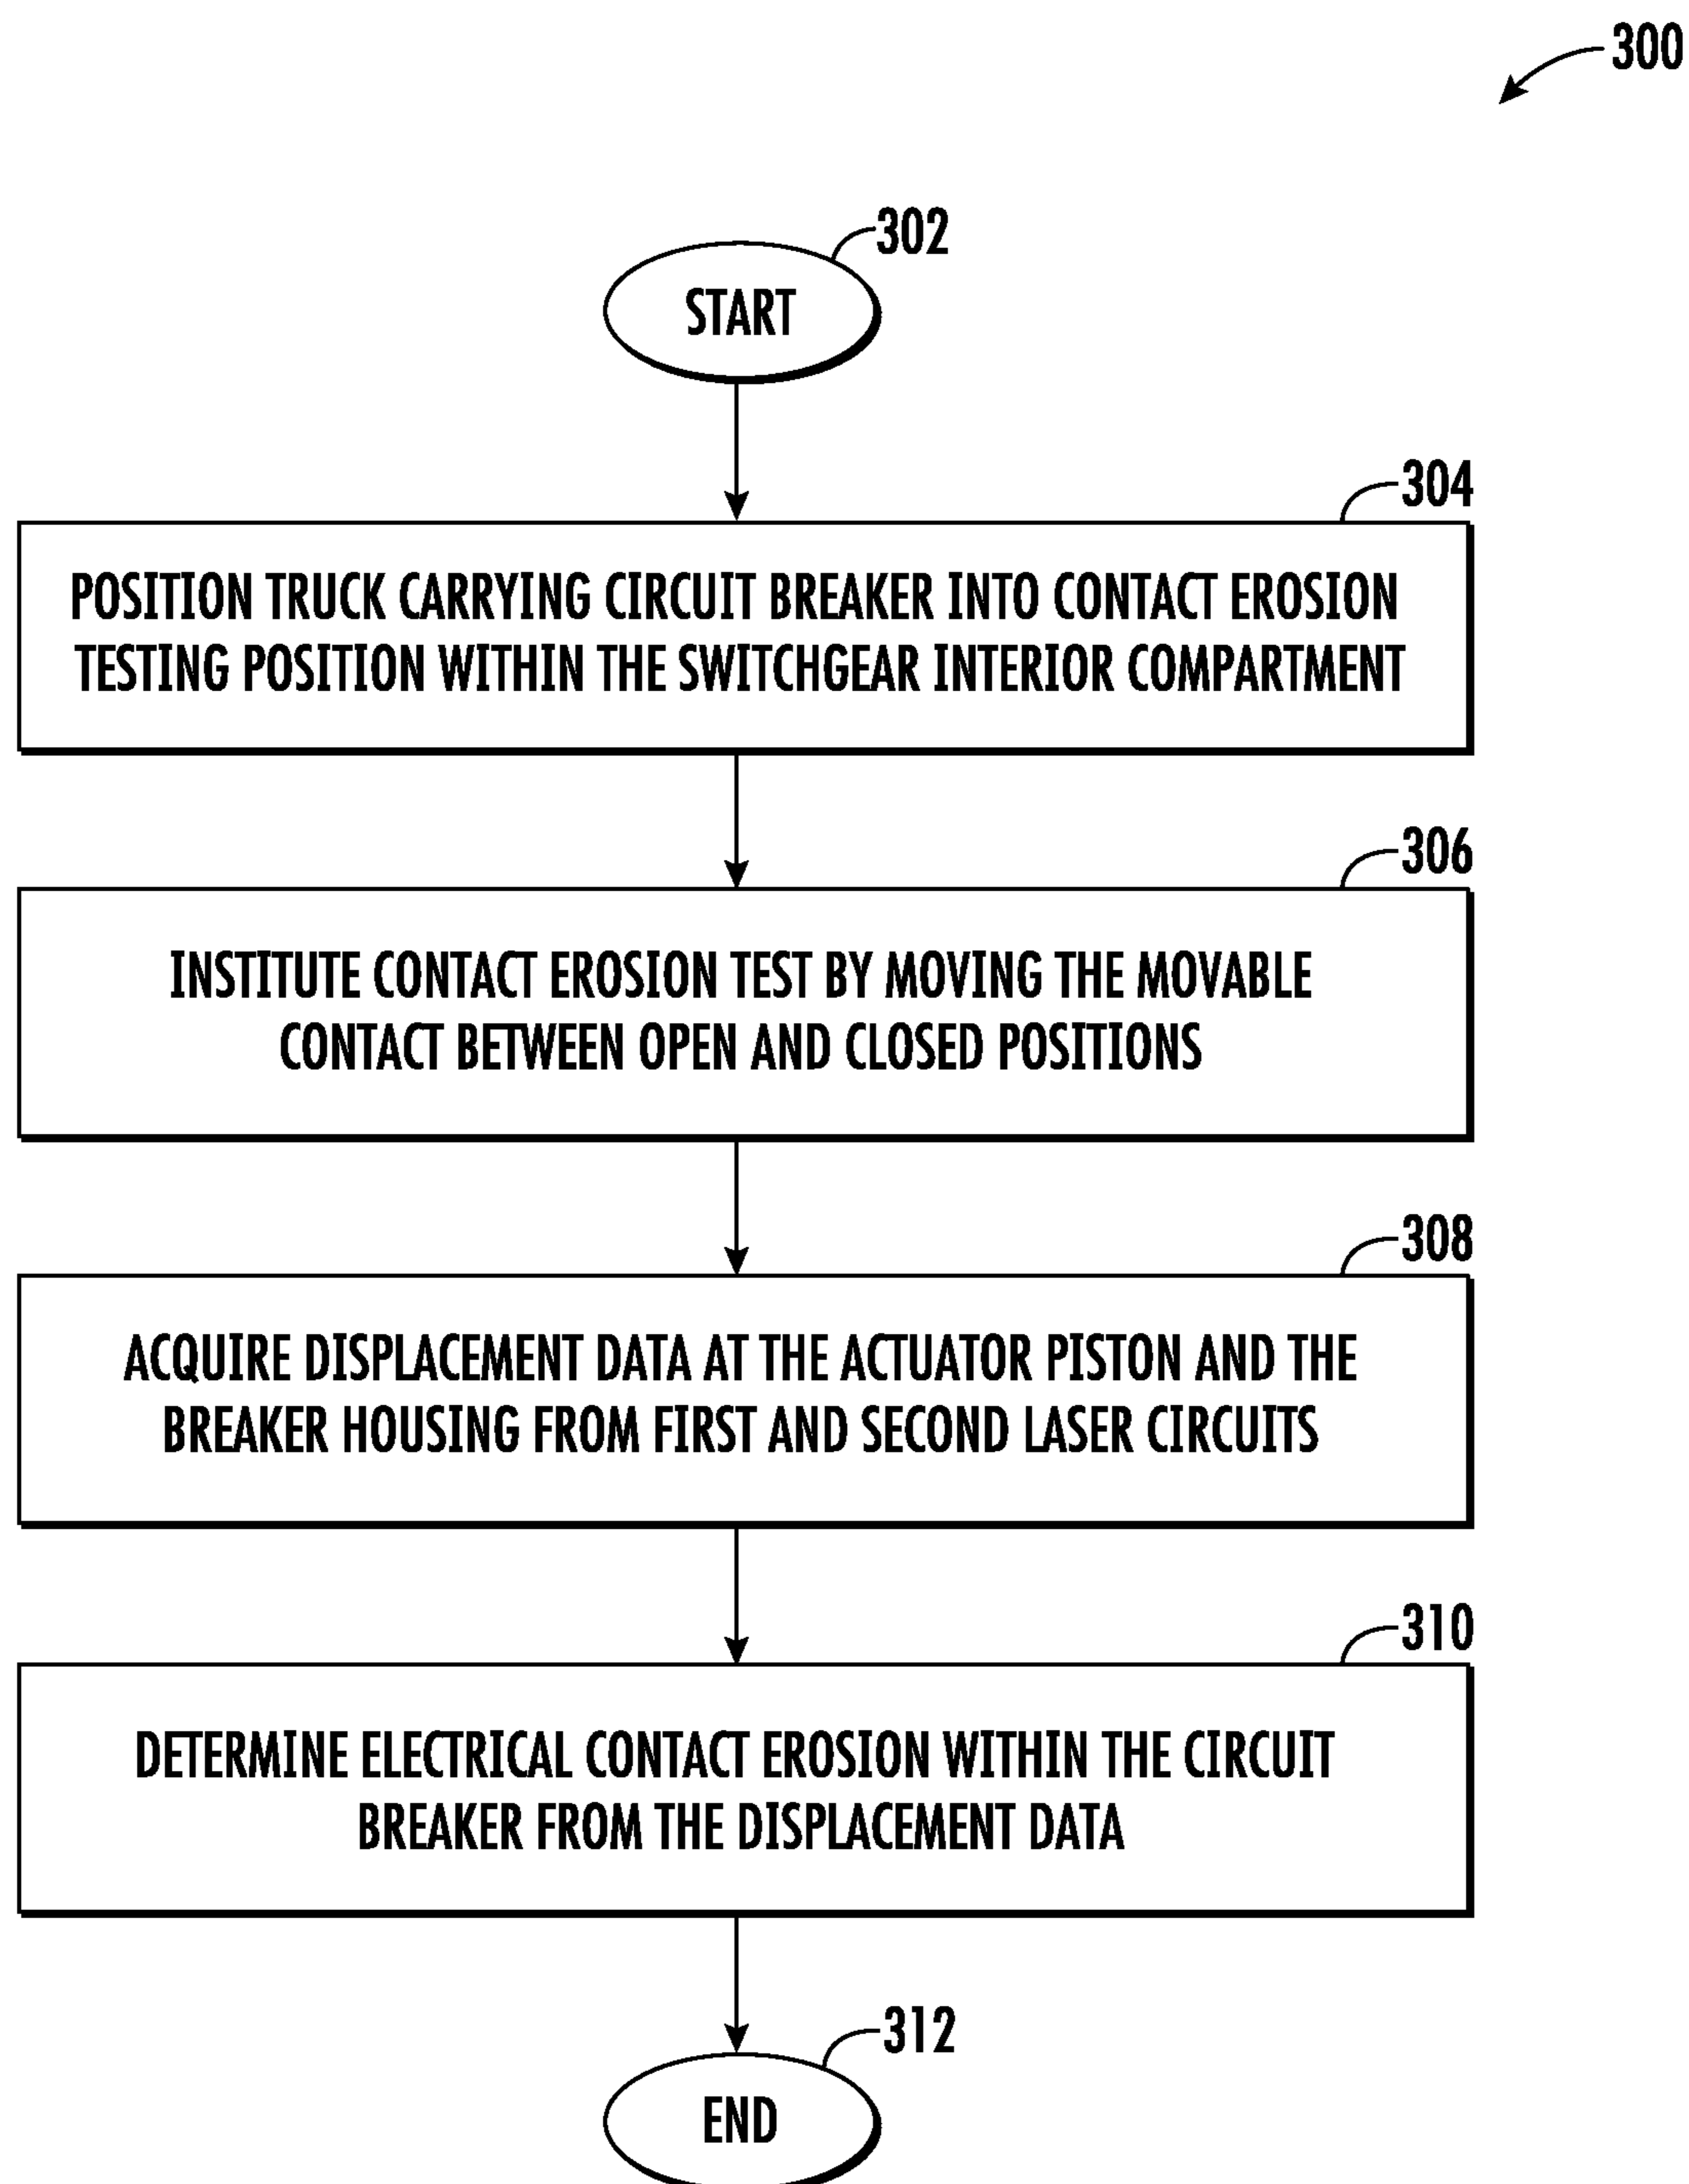 300
302
START
304
POSITION TRUCK CARRYING CIRCUIT BREAKER INTO CONTACT EROSION
TESTING POSITION WITHIN THE SWITCHGEAR INTERIOR COMPARTMENT
306
INSTITUTE CONTACT EROSION TEST BY MOVING THE MOVABLE
CONTACT BETWEEN OPEN AND CLOSED POSITIONS
308
ACQUIRE DISPLACEMENT DATA AT THE ACTUATOR PISTON AND THE
BREAKER HOUSING FROM FIRST AND SECOND LASER CIRCUITS
310
DETERMINE ELECTRICAL CONTACT EROSION WITHIN THE CIRCUIT
BREAKER FROM THE DISPLACEMENT DATA
312
END